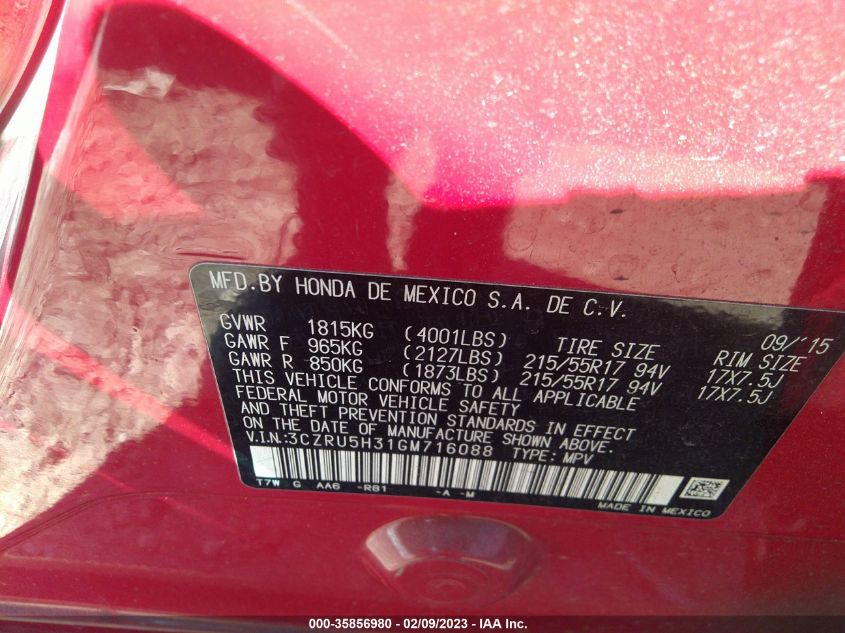 MFD.BY HONDA DE MEXICO S.A. DE C.V.
09/'15
GVWR 1815KG (4001LBS) TIRE SIZE RIM SIZE
GAWR F 965KG (2127LBS) 215/55R17 94V 17X7.5J
GAWR R 850KG (1873LBS) 215/55R17 94V 17X7.5J
THIS VEHICLE CONFORMS TO ALL APPLICABLE
FEDERAL MOTOR VEHICLE SAFETY
AND THEFT PREVENTION STANDARDS IN EFFECT
ON THE DATE OF MANUFACTURE SHOWN ABOVE.
V.I.N:3CZRU5H31GM716088 TYPE: MPV
T7W G AA6 -R81 -A -M
MADE IN MEXICO
000-35856980 - 02/09/2023 - IAA Inc.